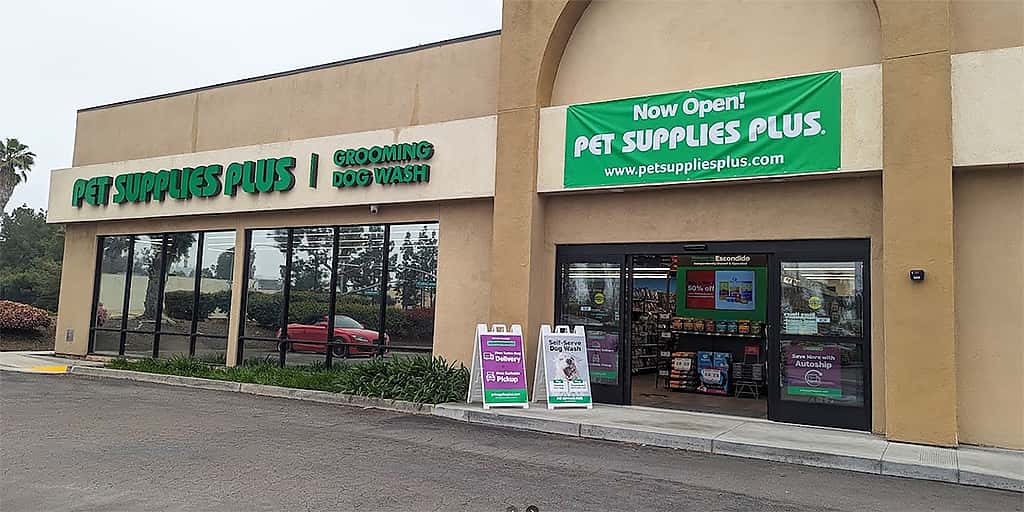 PET SUPPLIES PLUS
GROOMING
DOG WASH
Now Open!
PET SUPPLIES PLUS®
www.petsuppliesplus.com
Escondido
50% off
Delivery
Pickup
Self-Serve
Dog Wash
Save More with
Autoship